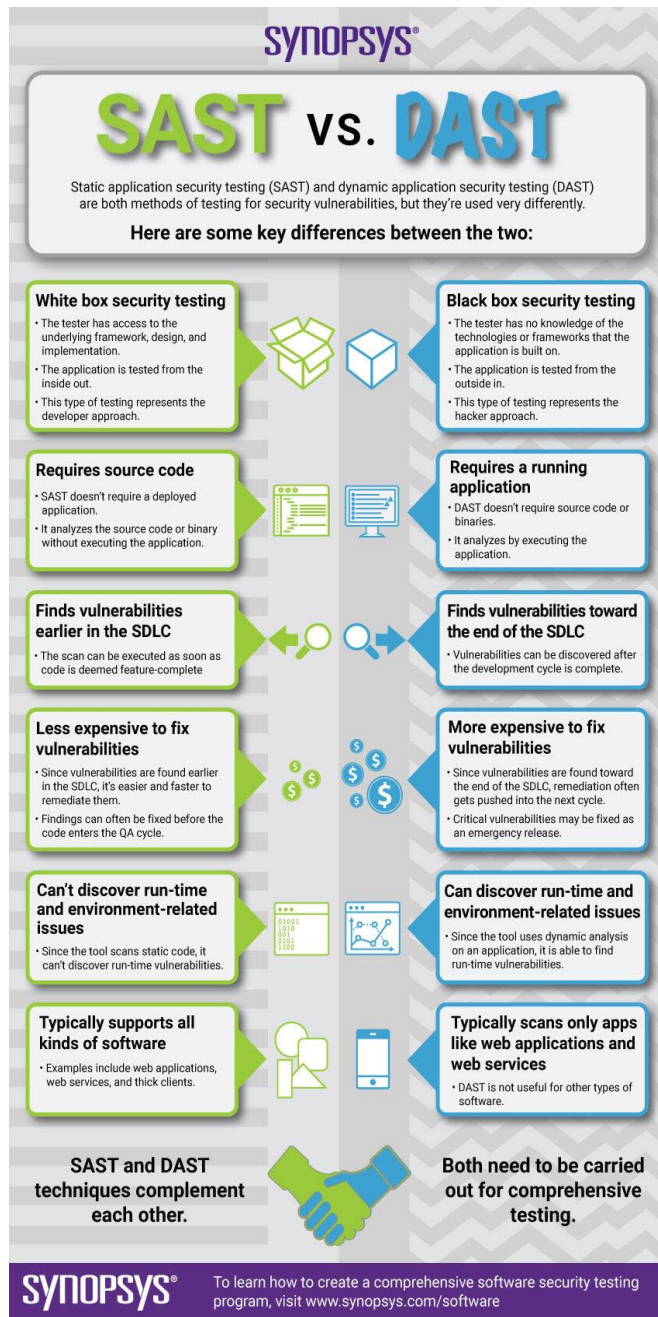 SYNOPSYS®
SAST VS. DAST
Static application security testing (SAST) and dynamic application security testing (DAST)
are both methods of testing for security vulnerabilities, but they're used very differently.
Here are some key differences between the two:
White box security testing
• The tester has access to the
underlying framework, design, and
implementation.
• The application is tested from the
inside out.
• This type of testing represents the
developer approach.
Black box security testing
• The tester has no knowledge of the
technologies or frameworks that the
application is built on.
• The application is tested from the
outside in.
• This type of testing represents the
hacker approach.
Requires source code
• SAST doesn't require a deployed
application.
• It analyzes the source code or binary
without executing the application.
Requires a running
application
• DAST doesn't require source code or
binaries.
• It analyzes by executing the
application.
Finds vulnerabilities
earlier in the SDLC
• The scan can be executed as soon as
code is deemed feature-complete
Finds vulnerabilities toward
the end of the SDLC
• Vulnerabilities can be discovered after
the development cycle is complete.
Less expensive to fix
vulnerabilities
• Since vulnerabilities are found earlier
in the SDLC, it's easier and faster to
remediate them.
• Findings can often be fixed before the
code enters the QA cycle.
$
$
$
$
$
$
$
$
More expensive to fix
vulnerabilities
• Since vulnerabilities are found toward
the end of the SDLC, remediation often
gets pushed into the next cycle.
• Critical vulnerabilities may be fixed as
an emergency release.
Can't discover run-time
and environment-related
issues
• Since the tool scans static code, it
can't discover run-time vulnerabilities.
01001
1010
001
0101
1100
Can discover run-time and
environment-related issues
• Since the tool uses dynamic analysis
on an application, it is able to find
run-time vulnerabilities.
Typically supports all
kinds of software
• Examples include web applications,
web services, and thick clients.
Typically scans only apps
like web applications and
web services
• DAST is not useful for other types of
software.
SAST and DAST
techniques complement
each other.
Both need to be carried
out for comprehensive
testing.
SYNOPSYS®
To learn how to create a comprehensive software security testing
program, visit www.synopsys.com/software